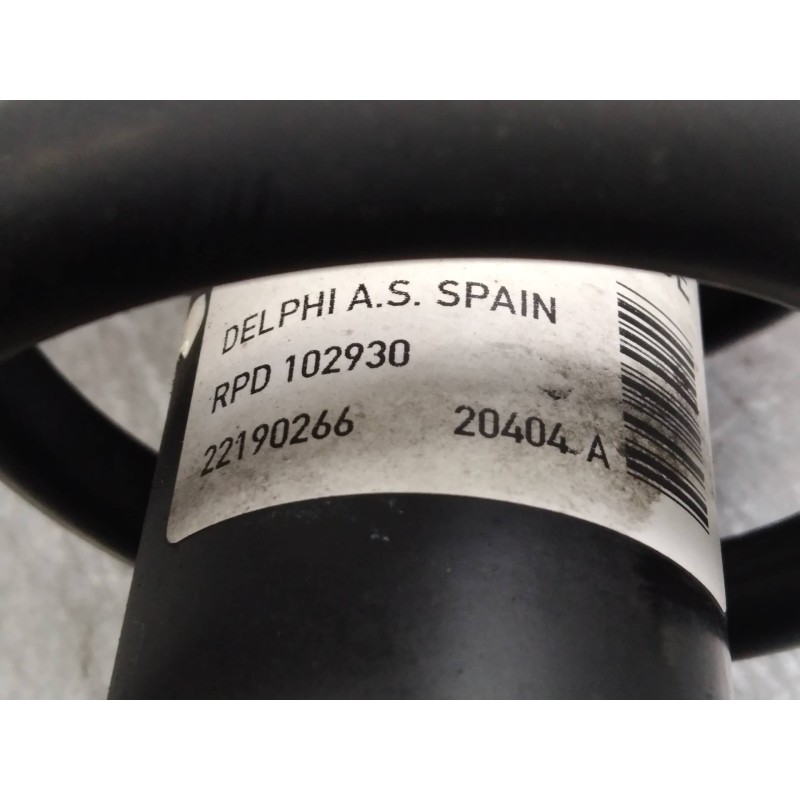 DELPHI A.S. SPAIN
RPD 102930
22190266 20404 A